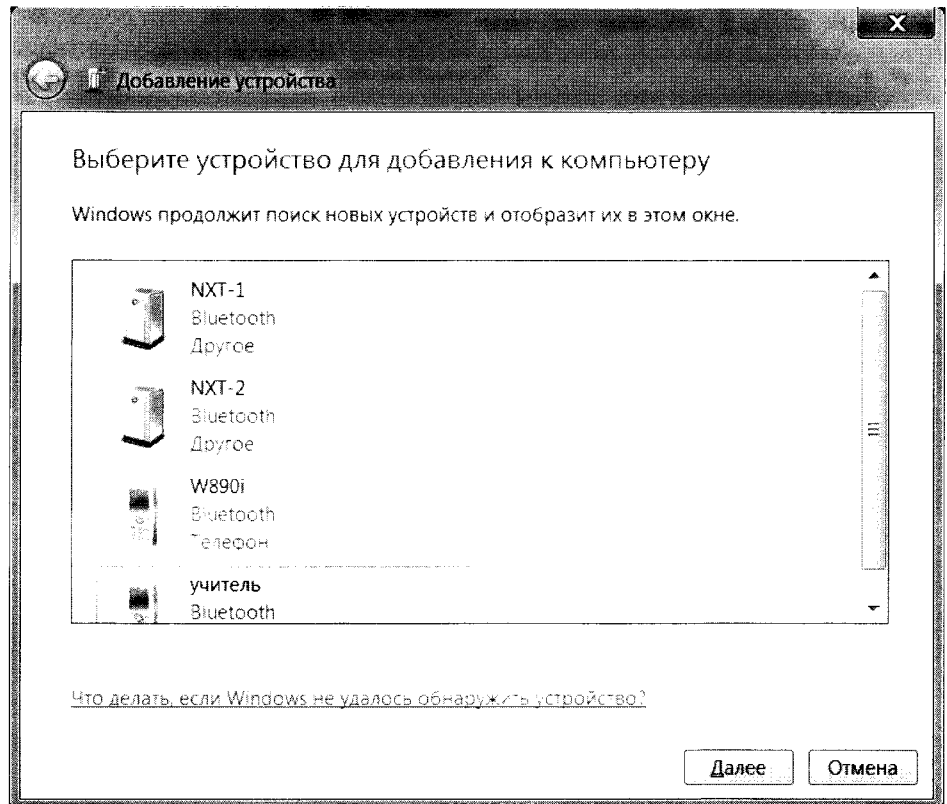 Добавление устройства
Выберите устройство для добавления к компьютеру
Windows продолжит поиск новых устройств и отобразит их в этом окне.
NXT-1
Bluetooth
Другое
NXT-2
Bluetooth
Другое
W890i
Bluetooth
Телефон
учитель
Bluetooth
Что делать, если Windows не удалось обнаружить устройство?
Далее
Отмена